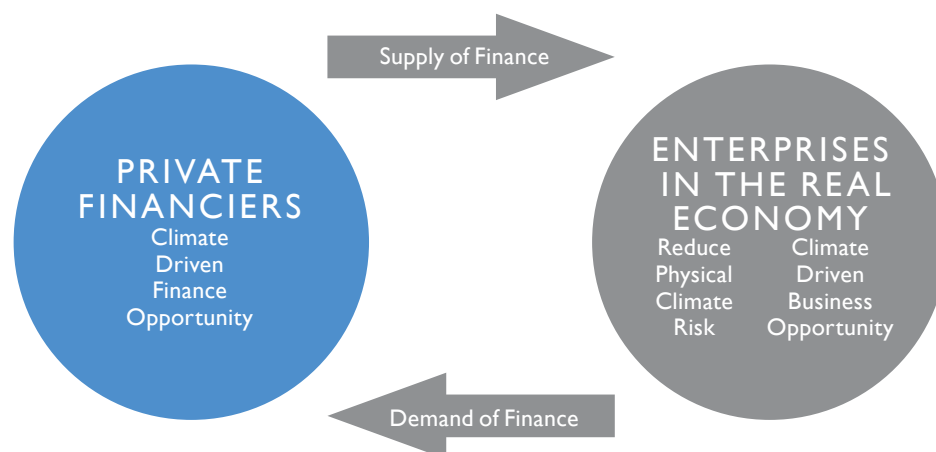 Supply of Finance
PRIVATE
FINANCIERS
Climate
Driven
Finance
Opportunity
ENTERPRISES
IN THE REAL
ECONOMY
Reduce
Physical
Climate
Risk
Climate
Driven
Business
Opportunity
Demand of Finance